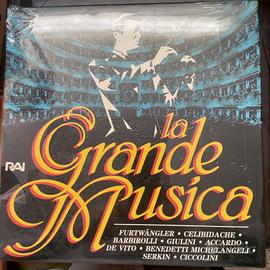 la
Grande
RAI
Musica
FURTWÄNGLER • CELIBIDACHE •
BARBIROLLI • GIULINI • ACCARDO •
DE VITO • BENEDETTI MICHELANGELI •
SERKIN • CICCOLINI